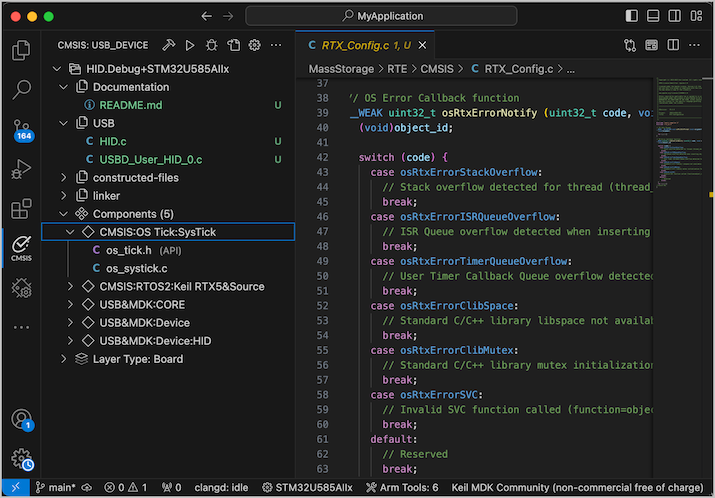 MyApplication
CMSIS: USB_DEVICE
HID.Debug+STM32U585AIIx
Documentation
README.md U
USB
HID.c U
USBD_User_HID_0.c U
constructed-files
linker
Components (5)
CMSIS:OS Tick:SysTick
os_tick.h (API)
os_systick.c
CMSIS:RTOS2:Keil RTX5&Source
USB&MDK:CORE
USB&MDK:Device
USB&MDK:Device:HID
Layer Type: Board
164
CMSIS
1
RTX_Config.c 1, U
MassStorage > RTE > CMSIS > C RTX_Config.c > ...
37
38 / OS Error Callback function
39 __WEAK uint32_t osRtxErrorNotify (uint32_t code, voi
40 (void)object_id;
41
42 switch (code) {
43 case osRtxErrorStackOverflow:
44 // Stack overflow detected for thread (thread_
45 break;
46 case osRtxErrorISRQueueOverflow:
47 // ISR Queue overflow detected when inserting
48 break;
49 case osRtxErrorTimerQueueOverflow:
50 // User Timer Callback Queue overflow detected
51 break;
52 case osRtxErrorClibSpace:
53 // Standard C/C++ library libspace not availab
54 break;
55 case osRtxErrorClibMutex:
56 // Standard C/C++ library mutex initialization
57 break;
58 case osRtxErrorSVC:
59 // Invalid SVC function called (function=objec
60 break;
61 default:
62 // Reserved
63 break;
main* 0 1 0 clangd: idle STM32U585AIIx Arm Tools: 6 Keil MDK Community (non-commercial free of charge)